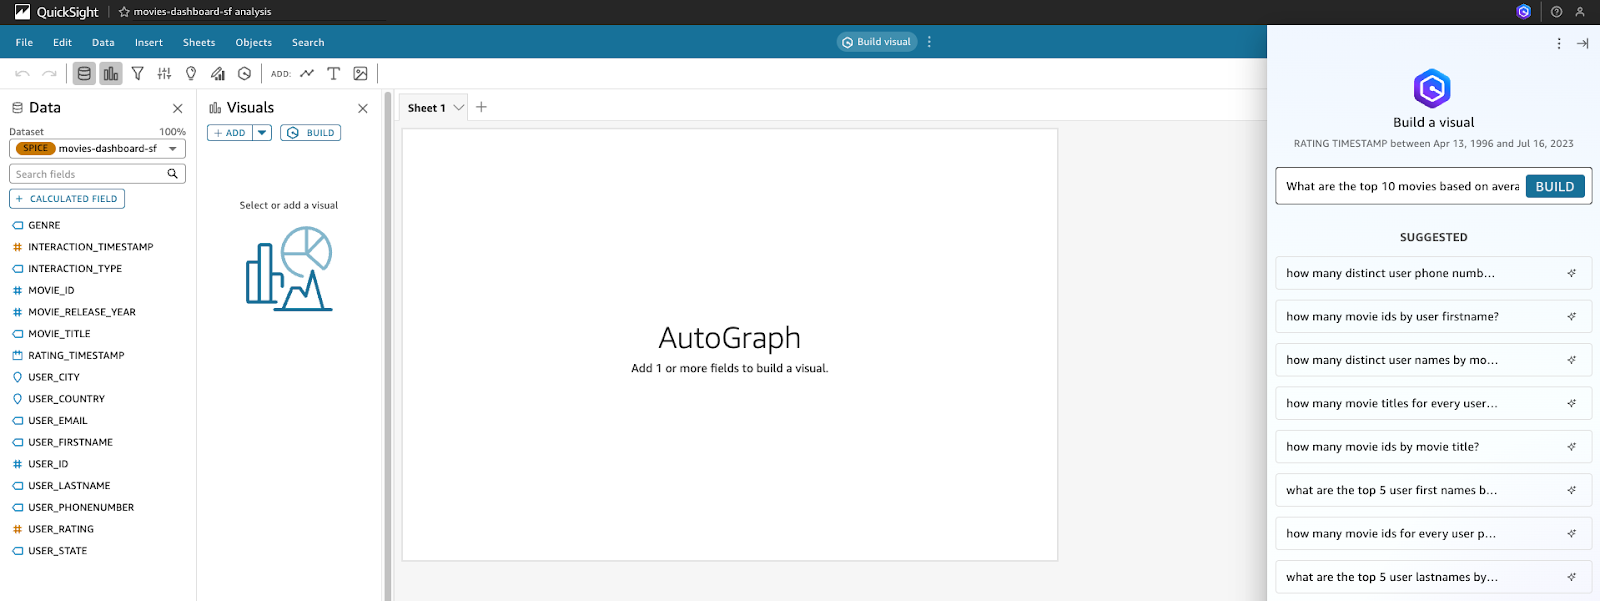 QuickSight
movies-dashboard-sf analysis
File Edit Data Insert Sheets Objects Search
Build visual
ADD:
Data
Dataset 100%
SPICE movies-dashboard-sf
Search fields
+ CALCULATED FIELD
GENRE
INTERACTION_TIMESTAMP
INTERACTION_TYPE
MOVIE_ID
MOVIE_RELEASE_YEAR
MOVIE_TITLE
RATING_TIMESTAMP
USER_CITY
USER_COUNTRY
USER_EMAIL
USER_FIRSTNAME
USER_ID
USER_LASTNAME
USER_PHONENUMBER
USER_RATING
USER_STATE
Visuals
+ ADD
BUILD
Select or add a visual
Sheet 1
AutoGraph
Add 1 or more fields to build a visual.
Build a visual
RATING TIMESTAMP between Apr 13, 1996 and Jul 16, 2023
What are the top 10 movies based on avera
BUILD
SUGGESTED
how many distinct user phone numb...
how many movie ids by user firstname?
how many distinct user names by mo...
how many movie titles for every user...
how many movie ids by movie title?
what are the top 5 user first names b...
how many movie ids for every user p...
what are the top 5 user lastnames by...